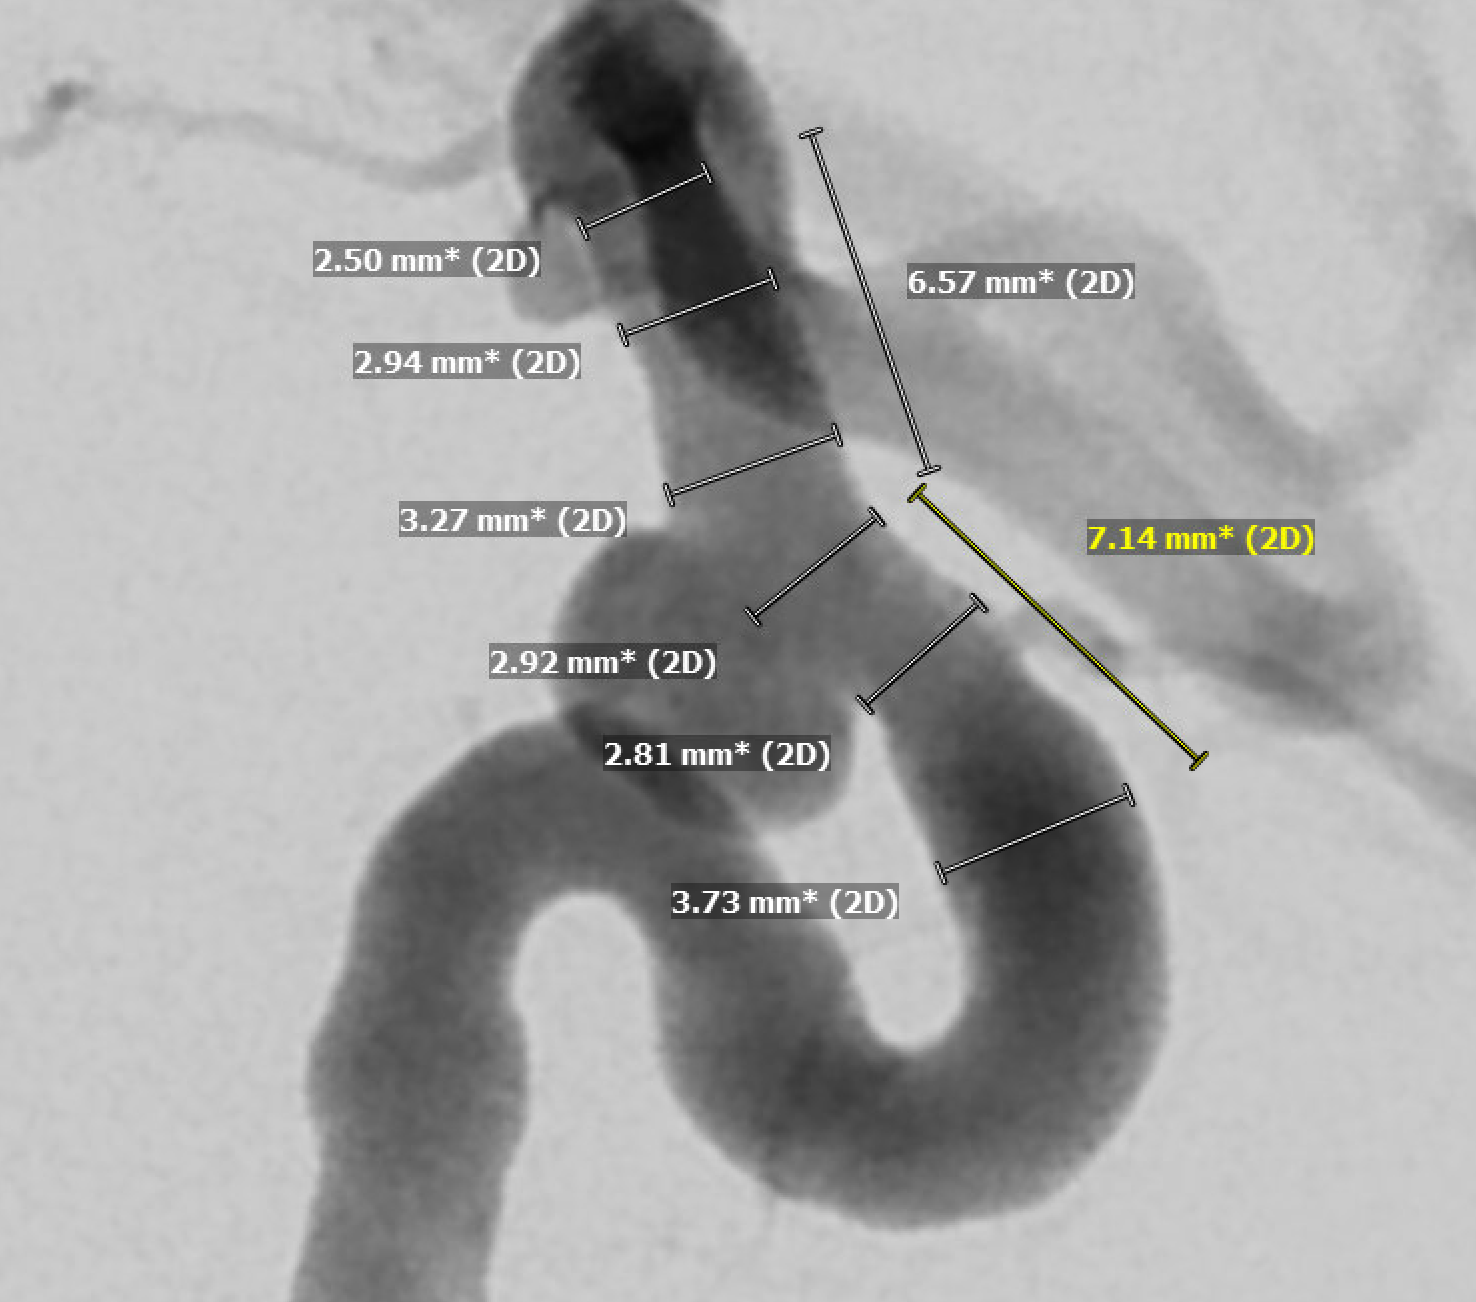 2.50 mm* (2D)
6.57 mm* (2D)
2.94 mm* (2D)
3.27 mm* (2D)
7.14 mm* (2D)
2.92 mm* (2D)
2.81 mm* (2D)
3.73 mm* (2D)